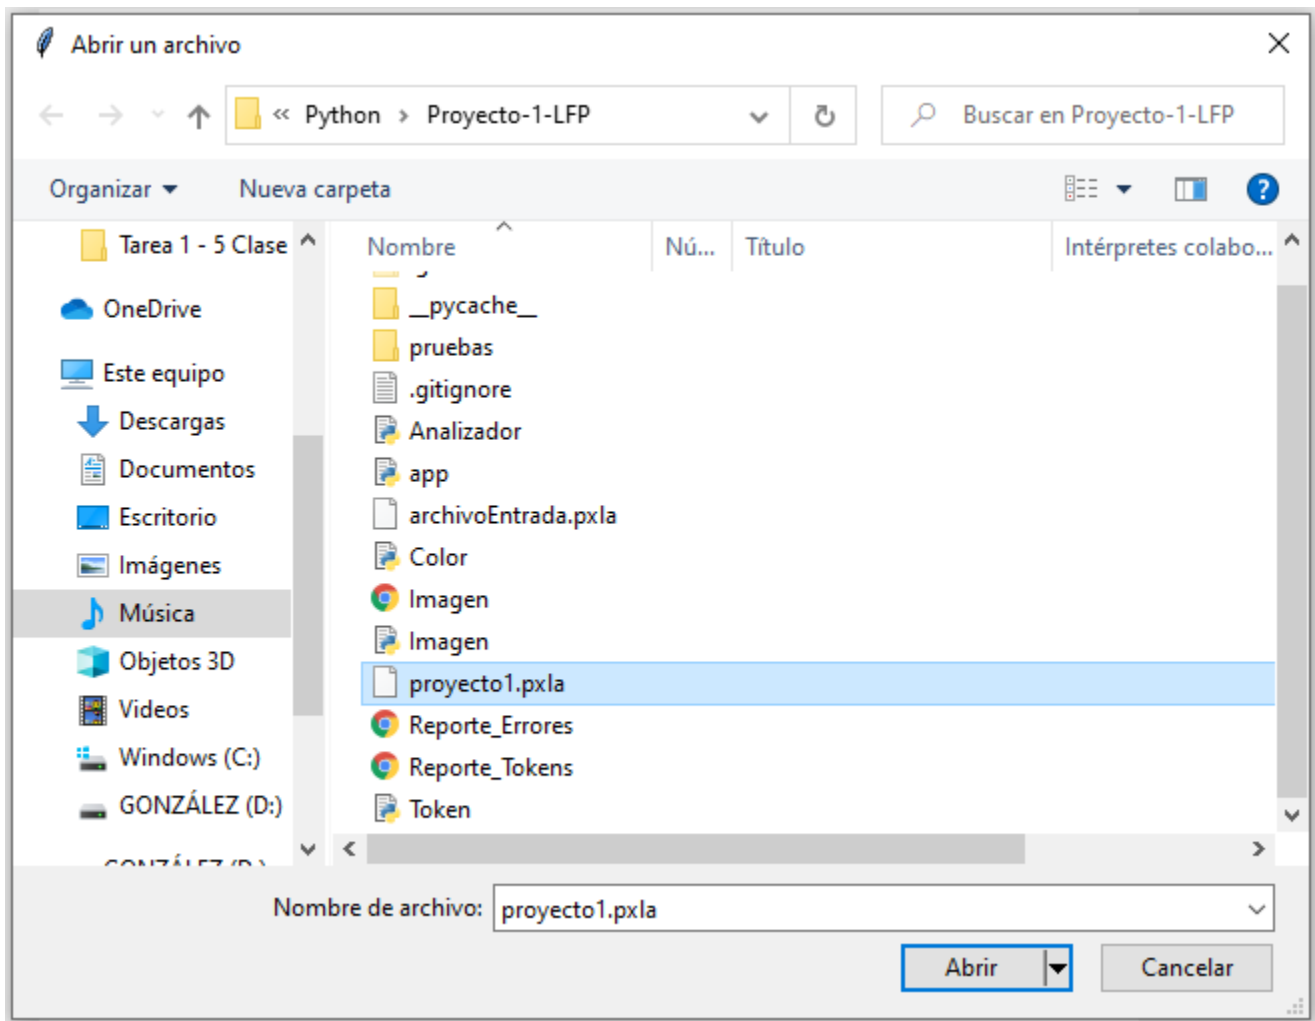 Abrir un archivo
« Python › Proyecto-1-LFP
Buscar en Proyecto-1-LFP
Organizar
Nueva carpeta
Tarea 1 - 5 Clase
OneDrive
Este equipo
Descargas
Documentos
Escritorio
Imágenes
Música
Objetos 3D
Videos
Windows (C:)
GONZÁLEZ (D:)
GONZÁLEZ (D:)
Nombre
Nú...
Título
Intérpretes colabo...
__pycache__
pruebas
.gitignore
Analizador
app
archivoEntrada.pxla
Color
Imagen
Imagen
proyecto1.pxla
Reporte_Errores
Reporte_Tokens
Token
Nombre de archivo:
proyecto1.pxla
Abrir
Cancelar